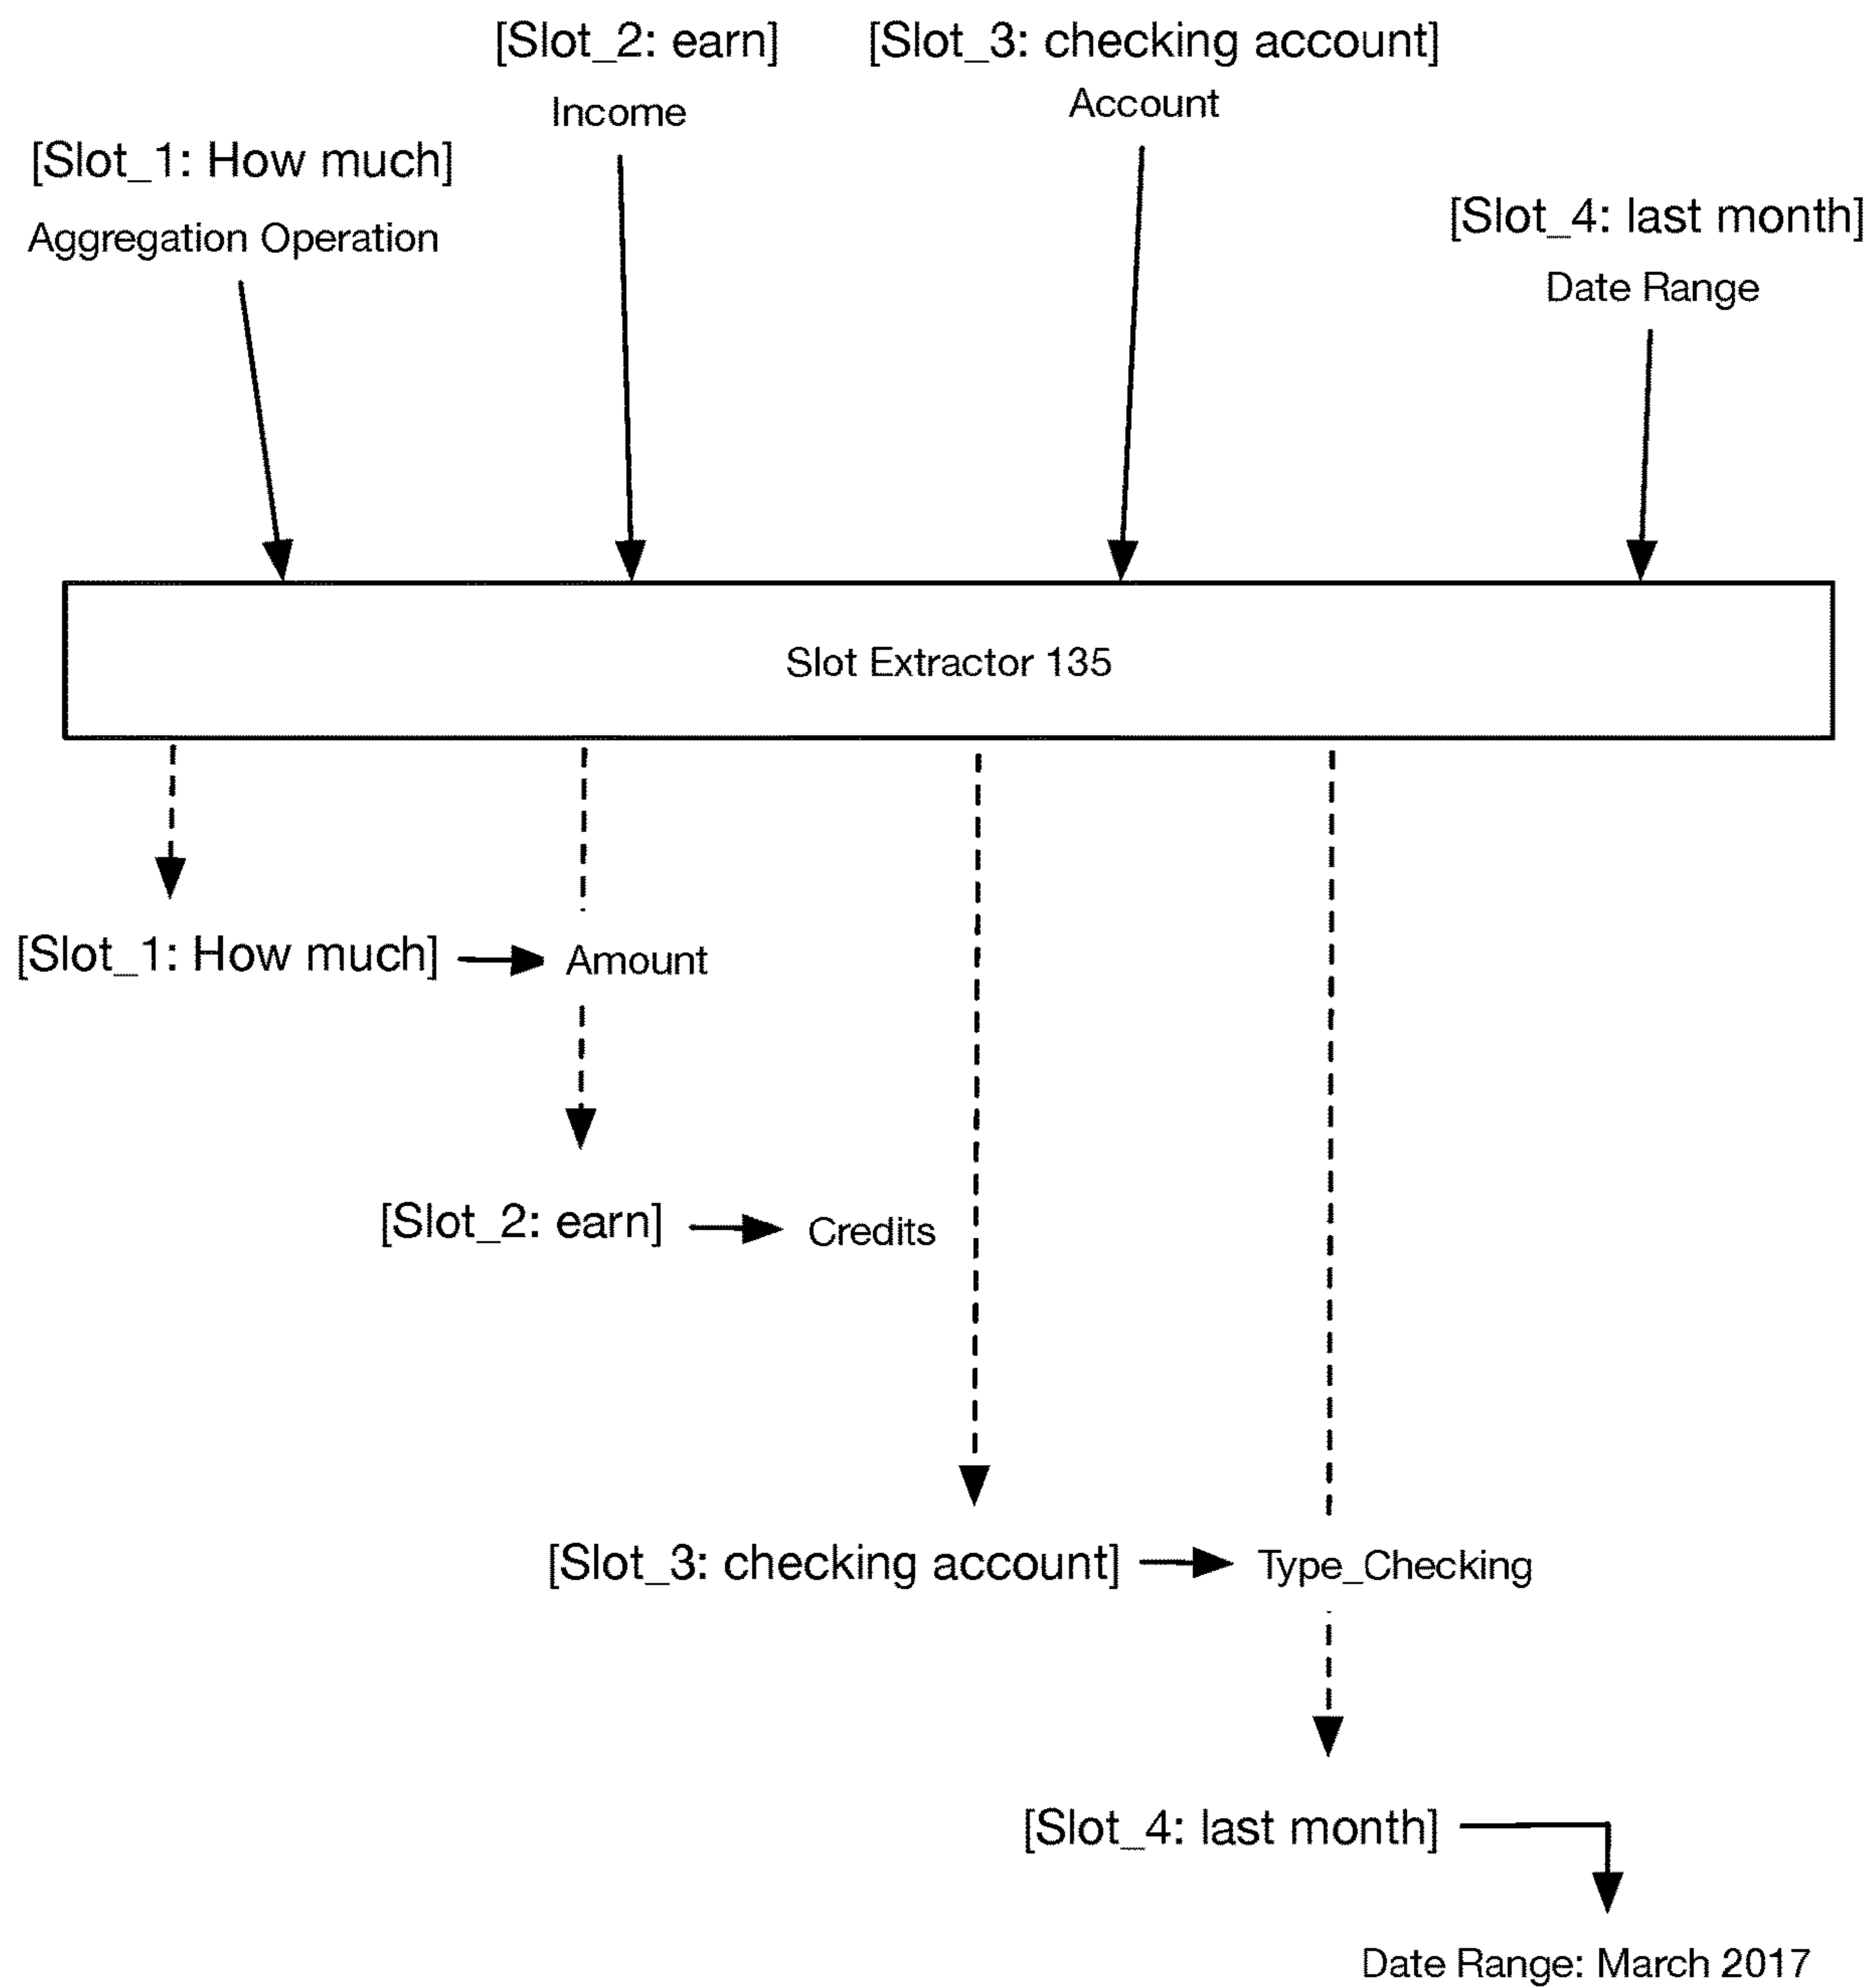 [Slot_2: earn]
Income
[Slot_3: checking account]
Account
[Slot_1: How much]
Aggregation Operation
[Slot_4: last month]
Date Range
Slot Extractor 135
[Slot_1: How much]
Amount
[Slot_2: earn]
Credits
[Slot_3: checking account]
Type_Checking
[Slot_4: last month]
Date Range: March 2017